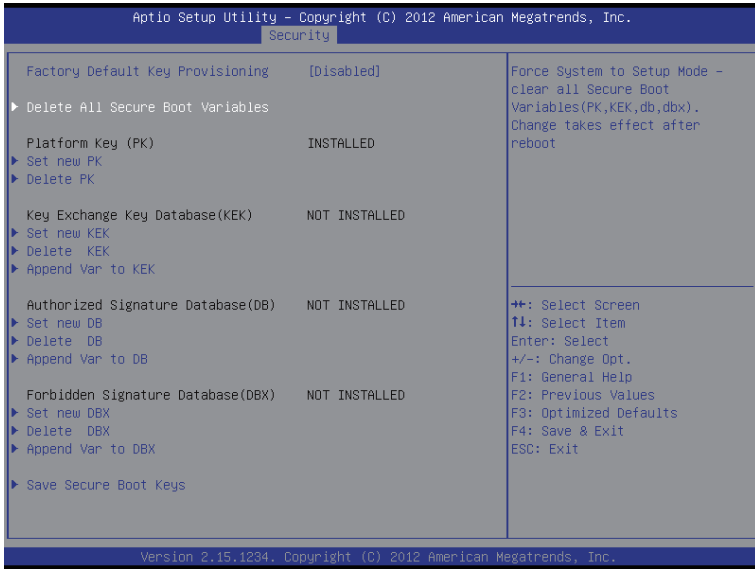 Aptio Setup Utility – Copyright (C) 2012 American Megatrends, Inc.
Security
Factory Default Key Provisioning [Disabled]
▶ Delete All Secure Boot Variables
Platform Key (PK) INSTALLED
▶ Set new PK
▶ Delete PK
Key Exchange Key Database(KEK) NOT INSTALLED
▶ Set new KEK
▶ Delete KEK
▶ Append Var to KEK
Authorized Signature Database(DB) NOT INSTALLED
▶ Set new DB
▶ Delete DB
▶ Append Var to DB
Forbidden Signature Database(DBX) NOT INSTALLED
▶ Set new DBX
▶ Delete DBX
▶ Append Var to DBX
▶ Save Secure Boot Keys
Force System to Setup Mode –
clear all Secure Boot
Variables(PK,KEK,db,dbx).
Change takes effect after
reboot
→←: Select Screen
↑↓: Select Item
Enter: Select
+/-: Change Opt.
F1: General Help
F2: Previous Values
F3: Optimized Defaults
F4: Save & Exit
ESC: Exit
Version 2.15.1234. Copyright (C) 2012 American Megatrends, Inc.